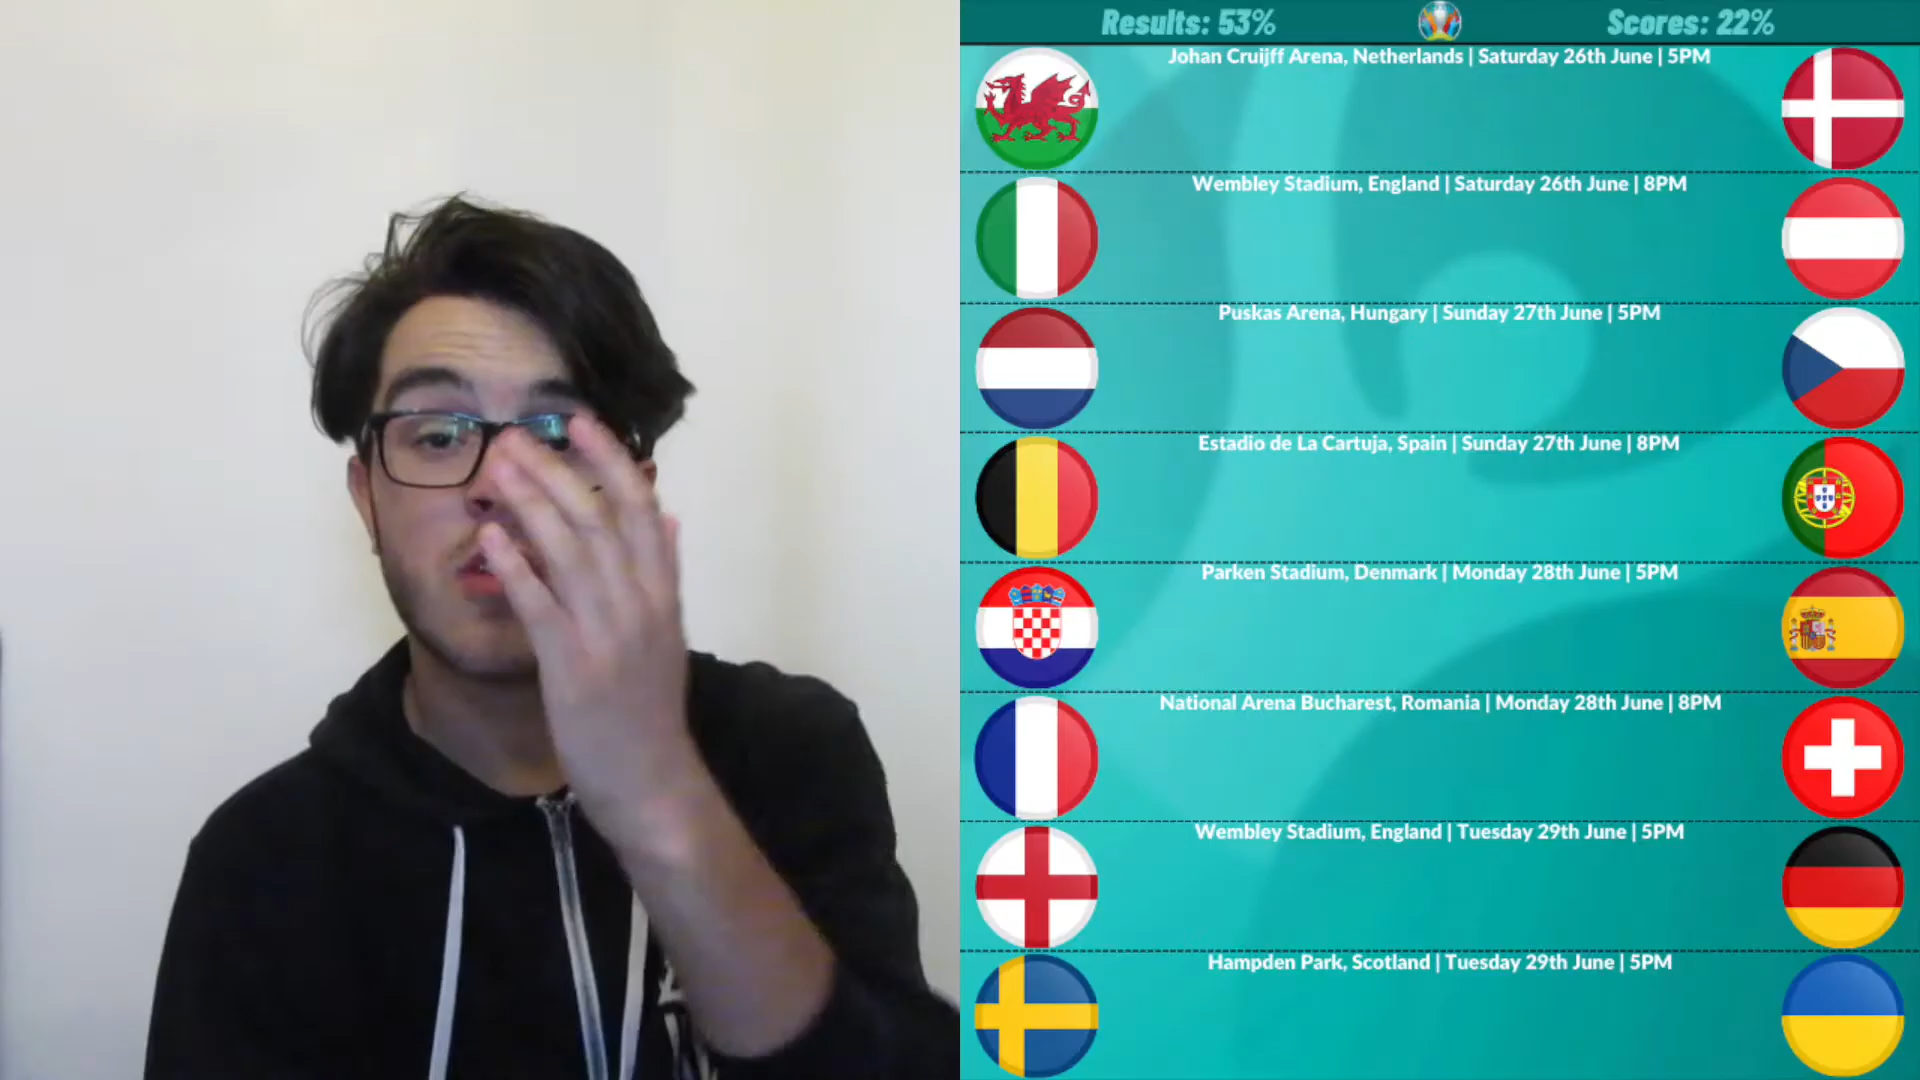 Results: 53%
Scores: 22%
Johan Cruijff Arena, Netherlands | Saturday 26th June | 5PM
Wembley Stadium, England | Saturday 26th June | 8PM
Puskas Arena, Hungary | Sunday 27th June | 5PM
Estadio de La Cartuja, Spain | Sunday 27th June | 8PM
Parken Stadium, Denmark | Monday 28th June | 5PM
National Arena Bucharest, Romania | Monday 28th June | 8PM
Wembley Stadium, England | Tuesday 29th June | 5PM
Hampden Park, Scotland | Tuesday 29th June | 5PM